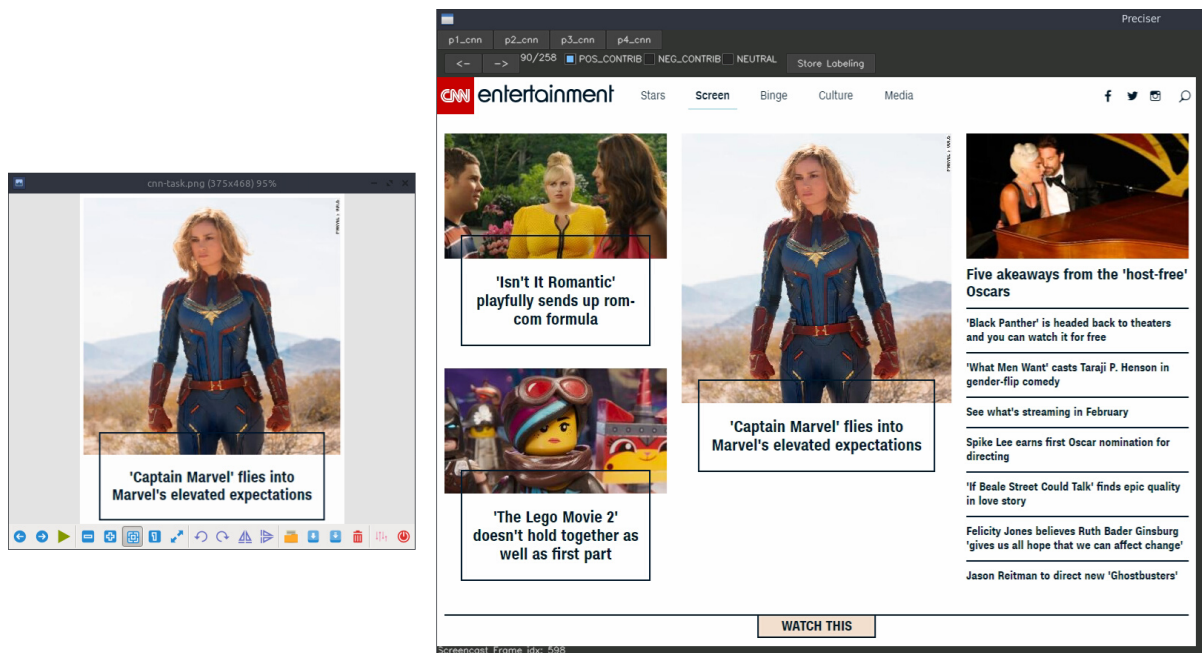 cnn-task.png (375x468) 95%
'Captain Marvel' flies into
Marvel's elevated expectations
Preciser
p1_cnn p2_cnn p3_cnn p4_cnn
<- -> 90/258 POS_CONTRIB NEG_CONTRIB NEUTRAL Store Labeling
CNN entertainment Stars Screen Binge Culture Media
'Isn't It Romantic'
playfully sends up rom-
com formula
'The Lego Movie 2'
doesn't hold together as
well as first part
'Captain Marvel' flies into
Marvel's elevated expectations
Five akeaways from the 'host-free'
Oscars
'Black Panther' is headed back to theaters
and you can watch it for free
'What Men Want' casts Taraji P. Henson in
gender-flip comedy
See what's streaming in February
Spike Lee earns first Oscar nomination for
directing
'If Beale Street Could Talk' finds epic quality
in love story
Felicity Jones believes Ruth Bader Ginsburg
'gives us all hope that we can affect change'
Jason Reitman to direct new 'Ghostbusters'
WATCH THIS
Screencast Frame idx: 598